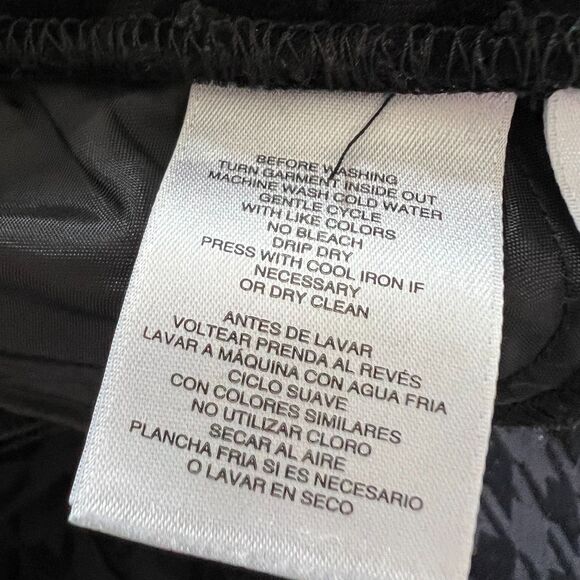 BEFORE WASHING
TURN GARMENT INSIDE OUT
MACHINE WASH COLD WATER
GENTLE CYCLE
WITH LIKE COLORS
NO BLEACH
DRIP DRY
PRESS WITH COOL IRON IF
NECESSARY
OR DRY CLEAN
ANTES DE LAVAR
VOLTEAR PRENDA AL REVÉS
LAVAR A MÁQUINA CON AGUA FRIA
CICLO SUAVE
CON COLORES SIMILARES
NO UTILIZAR CLORO
SECAR AL AIRE
PLANCHA FRIA SI ES NECESARIO
O LAVAR EN SECO